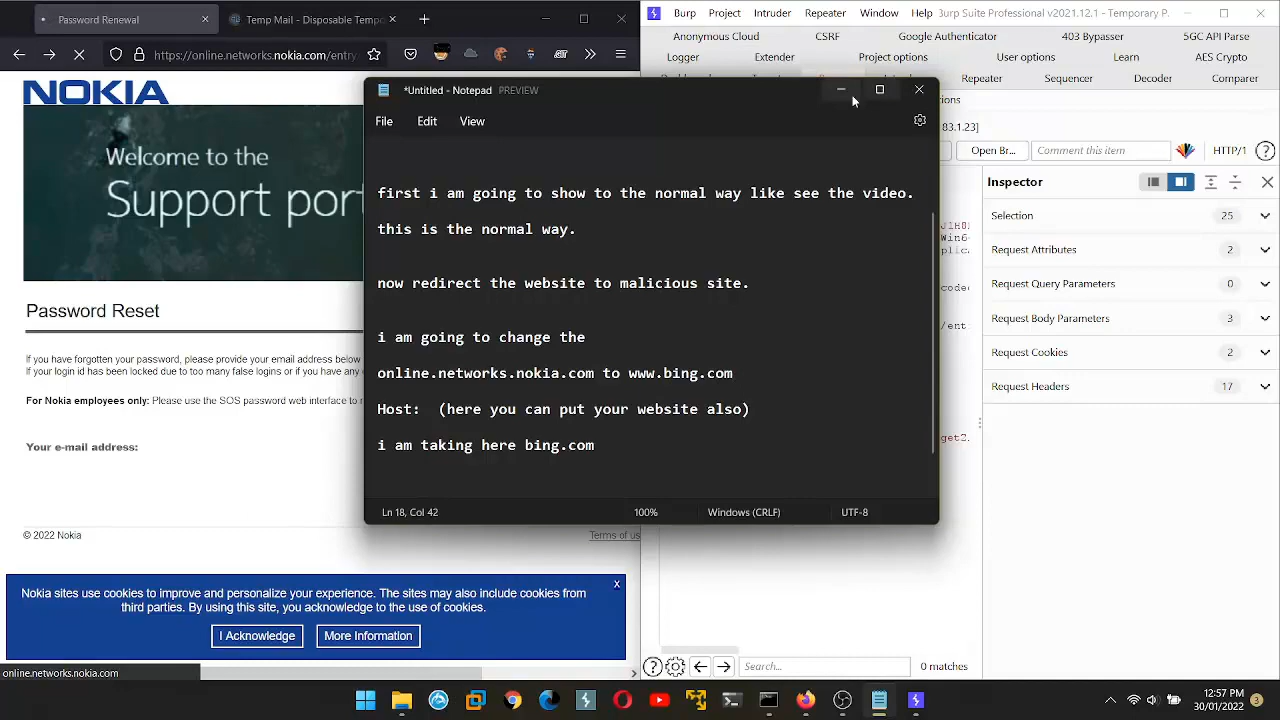 Password Renewal
Temp Mail - Disposable Tempo
Burp Project Intruder Repeater Window Help Burp Suite Professional v2021.12.1 - Temporary P.
https://online.networks.nokia.com/entry
Anonymous Cloud CSRF Google Authenticator 403 Bypasser 5GC API Parse
Logger Extender Project options User options Learn AES Crypto
Repeater Sequencer Decoder Comparer
83.1.23]
Open Br... Comment this item HTTP/1
NOKIA
Welcome to the
Support port
Password Reset
If you have forgotten your password, please provide your email address below
If your login id has been locked due to too many false logins or if you have any
For Nokia employees only: Please use the SOS password web interface to r
Your e-mail address:
© 2022 Nokia
Terms of us
Nokia sites use cookies to improve and personalize your experience. The sites may also include cookies from
third parties. By using this site, you acknowledge to the use of cookies.
X
I Acknowledge More Information
online.networks.nokia.com
*Untitled - Notepad PREVIEW
File Edit View
first i am going to show to the normal way like see the video.
this is the normal way.
now redirect the website to malicious site.
i am going to change the
online.networks.nokia.com to www.bing.com
Host: (here you can put your website also)
i am taking here bing.com
Ln 18, Col 42 100% Windows (CRLF) UTF-8
Inspector
Selection 25
Request Attributes 2
Request Query Parameters 0
Request Body Parameters 3
Request Cookies 2
Request Headers 17
Search... 0 matches
12:57 PM
30/01/2022
3